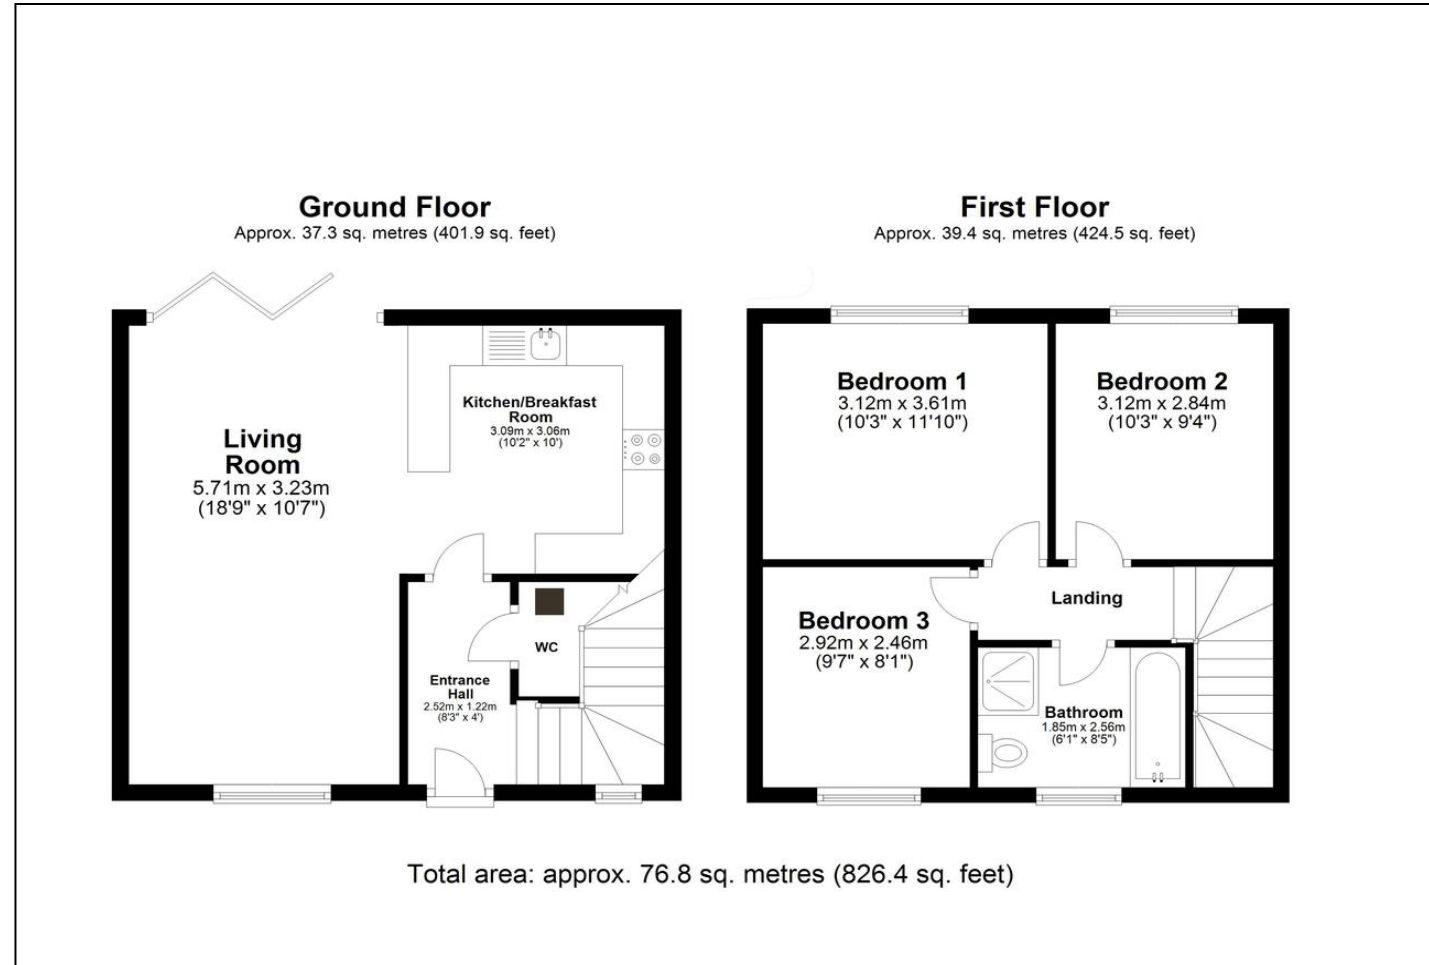 Ground Floor
Approx. 37.3 sq. metres (401.9 sq. feet)
Living
Room
5.71m x 3.23m
(18'9" x 10'7")
Kitchen/Breakfast
Room
3.09m x 3.06m
(10'2" x 10')
WC
Entrance
Hall
2.52m x 1.22m
(8'3" x 4')
First Floor
Approx. 39.4 sq. metres (424.5 sq. feet)
Bedroom 1
3.12m x 3.61m
(10'3" x 11'10")
Bedroom 2
3.12m x 2.84m
(10'3" x 9'4")
Landing
Bedroom 3
2.92m x 2.46m
(9'7" x 8'1")
Bathroom
1.85m x 2.56m
(6'1" x 8'5")
Total area: approx. 76.8 sq. metres (826.4 sq. feet)